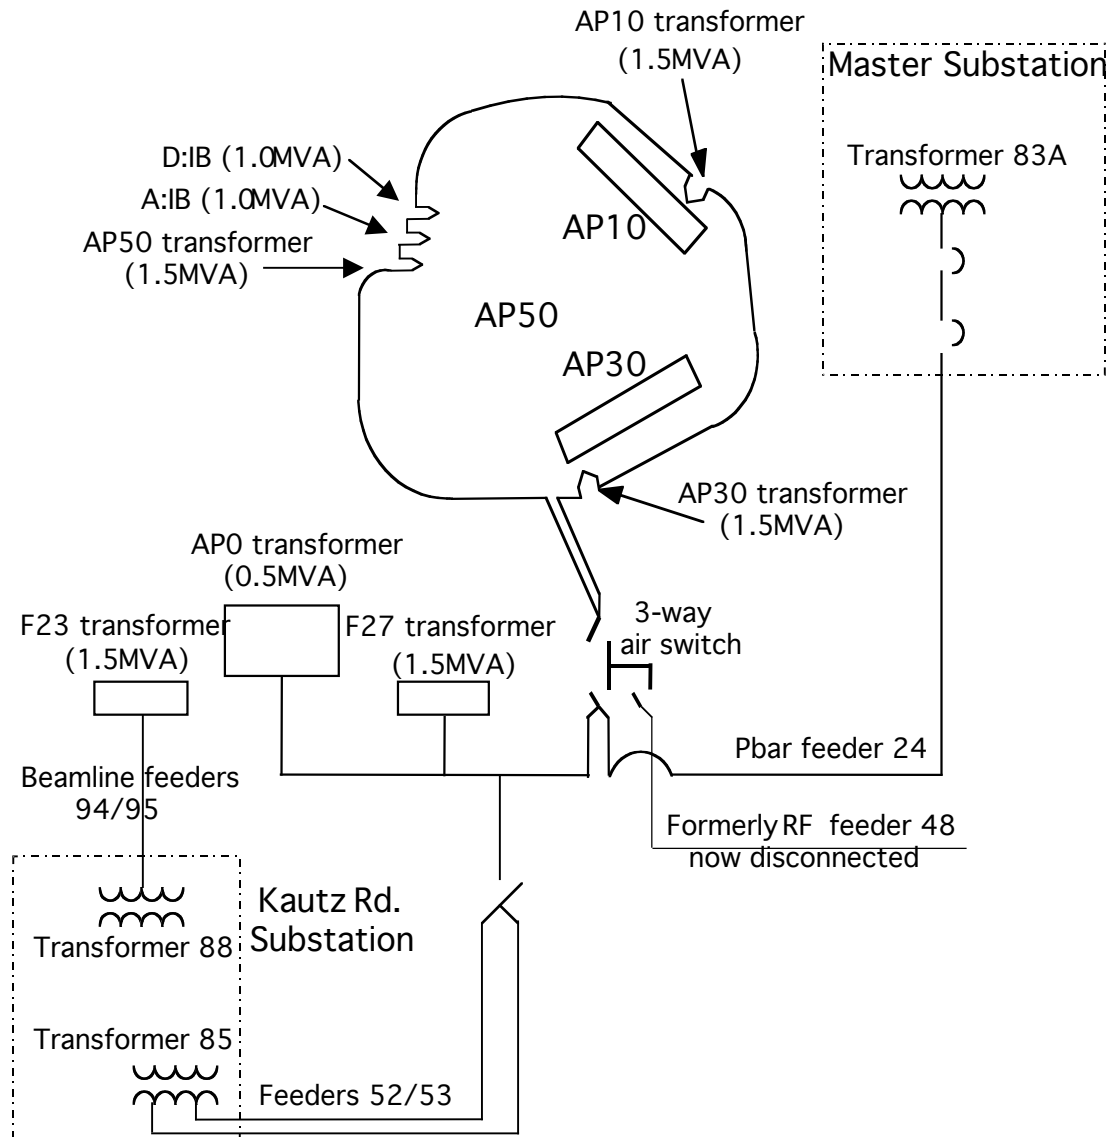 AP10 transformer
(1.5MVA)
Master Substation
Transformer 83A
D:IB (1.0MVA)
A:IB (1.0MVA)
AP50 transformer
(1.5MVA)
AP10
AP50
AP30
AP30 transformer
(1.5MVA)
AP0 transformer
(0.5MVA)
F23 transformer
(1.5MVA)
F27 transformer
(1.5MVA)
3-way
air switch
Pbar feeder 24
Beamline feeders
94/95
Formerly RF feeder 48
now disconnected
Kautz Rd.
Substation
Transformer 88
Transformer 85
Feeders 52/53